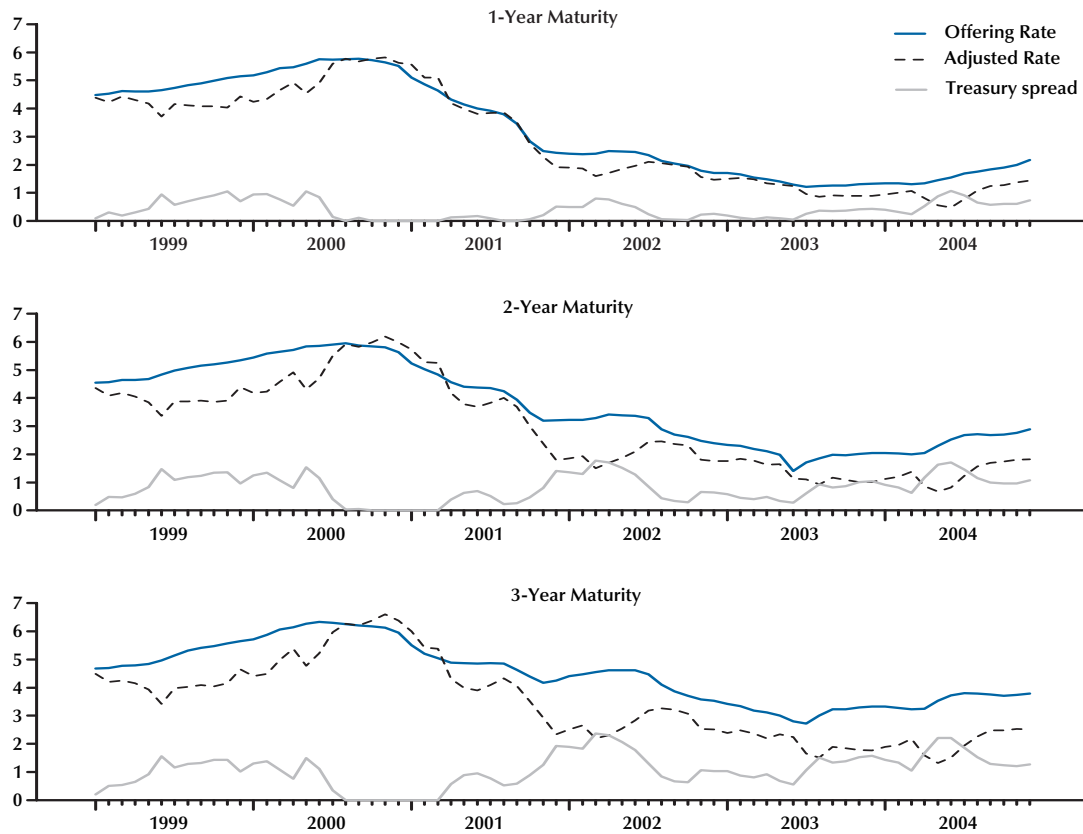 1-Year Maturity
Offering Rate
Adjusted Rate
Treasury spread
7
6
5
4
3
2
1
0
1999 2000 2001 2002 2003 2004
2-Year Maturity
7
6
5
4
3
2
1
0
1999 2000 2001 2002 2003 2004
3-Year Maturity
7
6
5
4
3
2
1
0
1999 2000 2001 2002 2003 2004